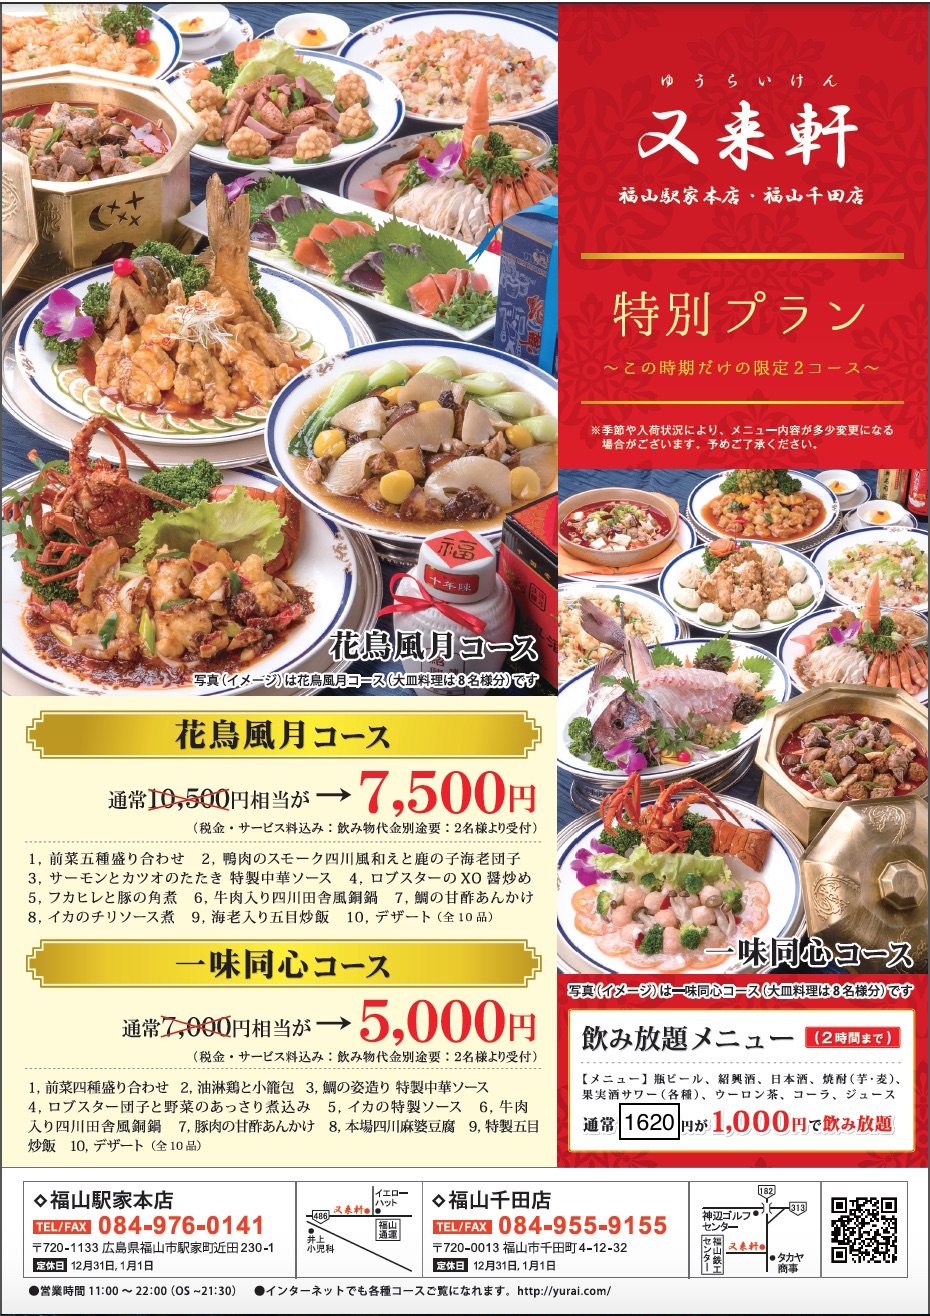 ゆうらいけん
又来軒
福山駅家本店・福山千田店
特別プラン
～この時期だけの限定2コース～
※季節や入荷状況により、メニュー内容が多少変更になる
場合がございます。予めご了承ください。
福
十年陳
花鳥風月コース
写真(イメージ)は花鳥風月コース(大皿料理は8名様分)です
花鳥風月コース
通常10,500円相当が→7,500円
(税金・サービス料込み:飲み物代金別途要:2名様より受付)
1, 前菜五種盛り合わせ 2, 鴨肉のスモーク四川風和えと鹿の子海老団子
3, サーモンとカツオのたたき 特製中華ソース 4, ロブスターのXO醤炒め
5, フカヒレと豚の角煮 6, 牛肉入り四川田舎風銅鍋 7, 鯛の甘酢あんかけ
8, イカのチリソース煮 9, 海老入り五目炒飯 10, デザート(全10品)
一味同心コース
通常7,000円相当が→5,000円
(税金・サービス料込み:飲み物代金別途要:2名様より受付)
1, 前菜四種盛り合わせ 2, 油淋鶏と小籠包 3, 鯛の姿造り 特製中華ソース
4, ロブスター団子と野菜のあっさり煮込み 5, イカの特製ソース 6, 牛肉
入り四川田舎風銅鍋 7, 豚肉の甘酢あんかけ 8, 本場四川麻婆豆腐 9, 特製五目
炒飯 10, デザート(全10品)
一味同心コース
写真(イメージ)は一味同心コース(大皿料理は8名様分)です
飲み放題メニュー (2時間まで)
【メニュー】瓶ビール、紹興酒、日本酒、焼酎(芋・麦)、
果実酒サワー(各種)、ウーロン茶、コーラ、ジュース
通常1620円が1,000円で飲み放題
◇福山駅家本店
TEL/FAX 084-976-0141
〒720-1133 広島県福山市駅家町近田230-1
定休日 12月31日, 1月1日
486
又来軒
イエロー
ハット
福山
通運
井上
小児科
◇福山千田店
TEL/FAX 084-955-9155
〒720-0013 福山市千田町4-12-32
定休日 12月31日, 1月1日
182
313
神辺ゴルフ
センター
又来軒
福山鉄工
センター
タカヤ
商事
●営業時間 11:00～22:00 (OS ~21:30) ●インターネットでも各種コースご覧になれます。http://yurai.com/